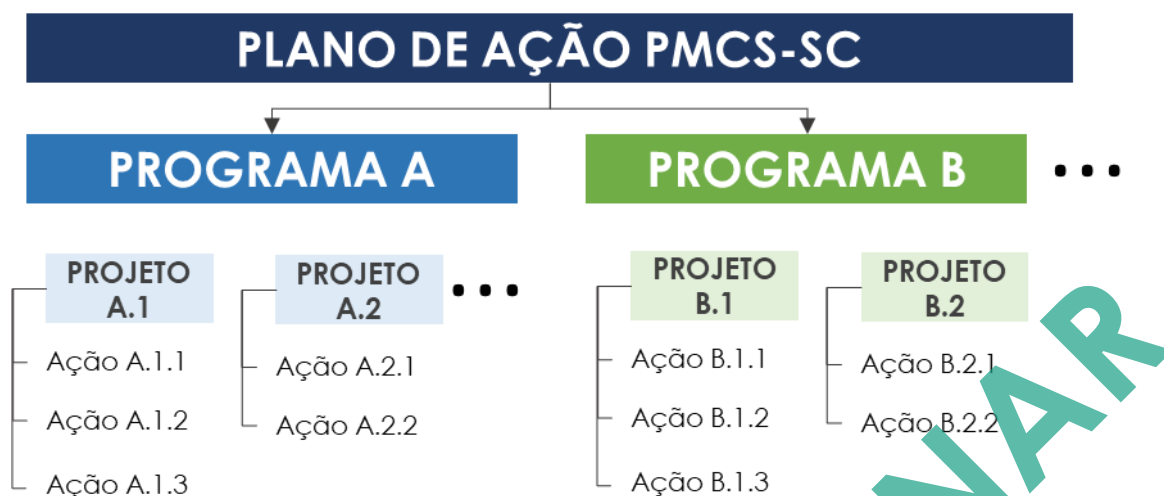 PLANO DE AÇÃO PMCS-SC
PROGRAMA A
PROGRAMA B
...
PROJETO
A.1
Ação A.1.1
Ação A.1.2
Ação A.1.3
PROJETO
A.2
Ação A.2.1
Ação A.2.2
...
PROJETO
B.1
Ação B.1.1
Ação B.1.2
Ação B.1.3
PROJETO
B.2
Ação B.2.1
Ação B.2.2
NAR